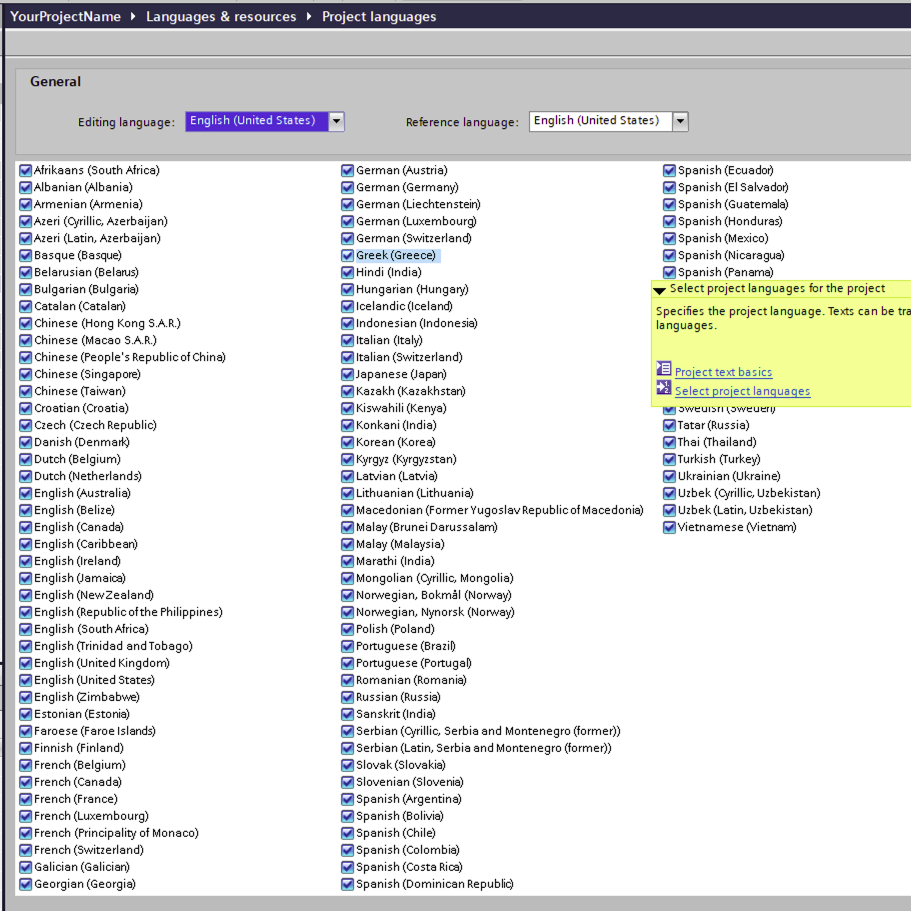 YourProjectName ▸ Languages & resources ▸ Project languages
General
Editing language: English (United States) Reference language: English (United States)
Afrikaans (South Africa)
Albanian (Albania)
Armenian (Armenia)
Azeri (Cyrillic, Azerbaijan)
Azeri (Latin, Azerbaijan)
Basque (Basque)
Belarusian (Belarus)
Bulgarian (Bulgaria)
Catalan (Catalan)
Chinese (Hong Kong S.A.R.)
Chinese (Macao S.A.R.)
Chinese (People's Republic of China)
Chinese (Singapore)
Chinese (Taiwan)
Croatian (Croatia)
Czech (Czech Republic)
Danish (Denmark)
Dutch (Belgium)
Dutch (Netherlands)
English (Australia)
English (Belize)
English (Canada)
English (Caribbean)
English (Ireland)
English (Jamaica)
English (New Zealand)
English (Republic of the Philippines)
English (South Africa)
English (Trinidad and Tobago)
English (United Kingdom)
English (United States)
English (Zimbabwe)
Estonian (Estonia)
Faroese (Faroe Islands)
Finnish (Finland)
French (Belgium)
French (Canada)
French (France)
French (Luxembourg)
French (Principality of Monaco)
French (Switzerland)
Galician (Galician)
Georgian (Georgia)
German (Austria)
German (Germany)
German (Liechtenstein)
German (Luxembourg)
German (Switzerland)
Greek (Greece)
Hindi (India)
Hungarian (Hungary)
Icelandic (Iceland)
Indonesian (Indonesia)
Italian (Italy)
Italian (Switzerland)
Japanese (Japan)
Kazakh (Kazakhstan)
Kiswahili (Kenya)
Konkani (India)
Korean (Korea)
Kyrgyz (Kyrgyzstan)
Latvian (Latvia)
Lithuanian (Lithuania)
Macedonian (Former Yugoslav Republic of Macedonia)
Malay (Brunei Darussalam)
Malay (Malaysia)
Marathi (India)
Mongolian (Cyrillic, Mongolia)
Norwegian, Bokmål (Norway)
Norwegian, Nynorsk (Norway)
Polish (Poland)
Portuguese (Brazil)
Portuguese (Portugal)
Romanian (Romania)
Russian (Russia)
Sanskrit (India)
Serbian (Cyrillic, Serbia and Montenegro (former))
Serbian (Latin, Serbia and Montenegro (former))
Slovak (Slovakia)
Slovenian (Slovenia)
Spanish (Argentina)
Spanish (Bolivia)
Spanish (Chile)
Spanish (Colombia)
Spanish (Costa Rica)
Spanish (Dominican Republic)
Spanish (Ecuador)
Spanish (El Salvador)
Spanish (Guatemala)
Spanish (Honduras)
Spanish (Mexico)
Spanish (Nicaragua)
Spanish (Panama)
Select project languages for the project
Specifies the project language. Texts can be tra
languages.
Project text basics
Select project languages
Swedish (Sweden)
Tatar (Russia)
Thai (Thailand)
Turkish (Turkey)
Ukrainian (Ukraine)
Uzbek (Cyrillic, Uzbekistan)
Uzbek (Latin, Uzbekistan)
Vietnamese (Vietnam)